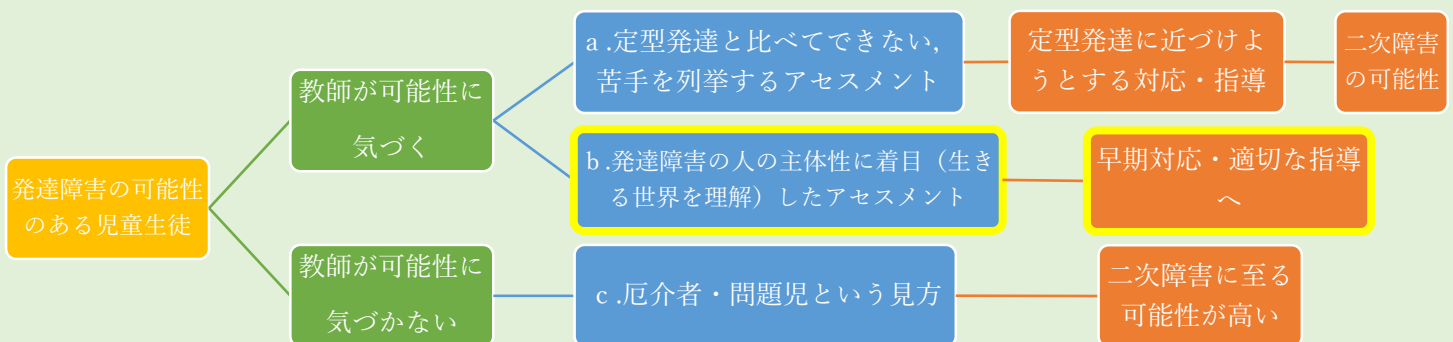 発達障害の可能性
のある児童生徒
教師が可能性に
気づく
a .定型発達と比べてできない,
苦手を列挙するアセスメント
定型発達に近づけよ
うとする対応・指導
二次障害
の可能性
b .発達障害の人の主体性に着目（生き
る世界を理解）したアセスメント
早期対応・適切な指導
へ
教師が可能性に
気づかない
c .厄介者・問題児という見方
二次障害に至る
可能性が高い